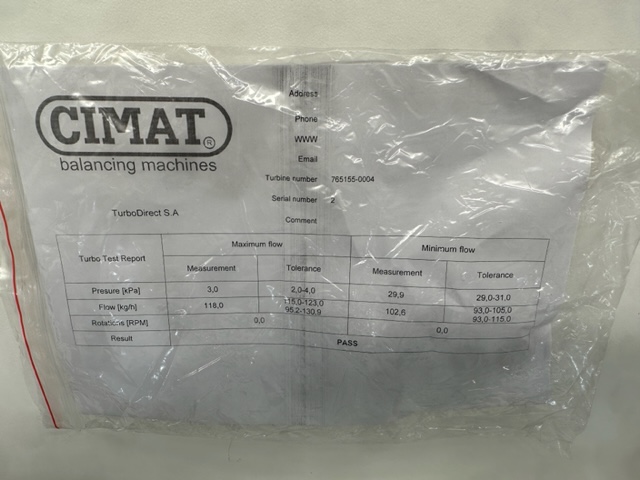 CIMAT®
balancing machines
Address
Phone
WWW
Email
Turbine number 765155-0004
Serial number 2
TurboDirect S.A
Comment
Turbo Test Report Maximum flow Minimum flow
Measurement Tolerance Measurement Tolerance
Presure [kPa] 3,0 2,0-4,0 29,9 29,0-31,0
Flow [kg/h] 118,0 115,0-123,0 102,6 93,0-105,0
95,2-130,9 93,0-115,0
Rotations [RPM] 0,0 0,0
Result PASS